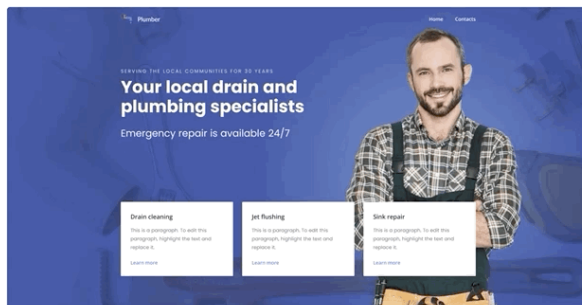 Plumber
Home Contacts
SERVING THE LOCAL COMMUNITIES FOR 30 YEARS
Your local drain and
plumbing specialists
Emergency repair is available 24/7
Drain cleaning
This is a paragraph. To edit this
paragraph, highlight the text and
replace it.
Learn more
Jet flushing
This is a paragraph. To edit this
paragraph, highlight the text and
replace it.
Learn more
Sink repair
This is a paragraph. To edit this
paragraph, highlight the text and
replace it.
Learn more